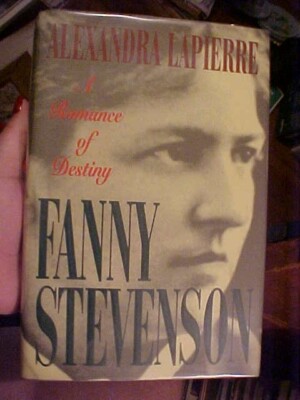 ALEXANDRA LAPIERRE
A
Romance
of
Destiny
FANNY
STEVENSON